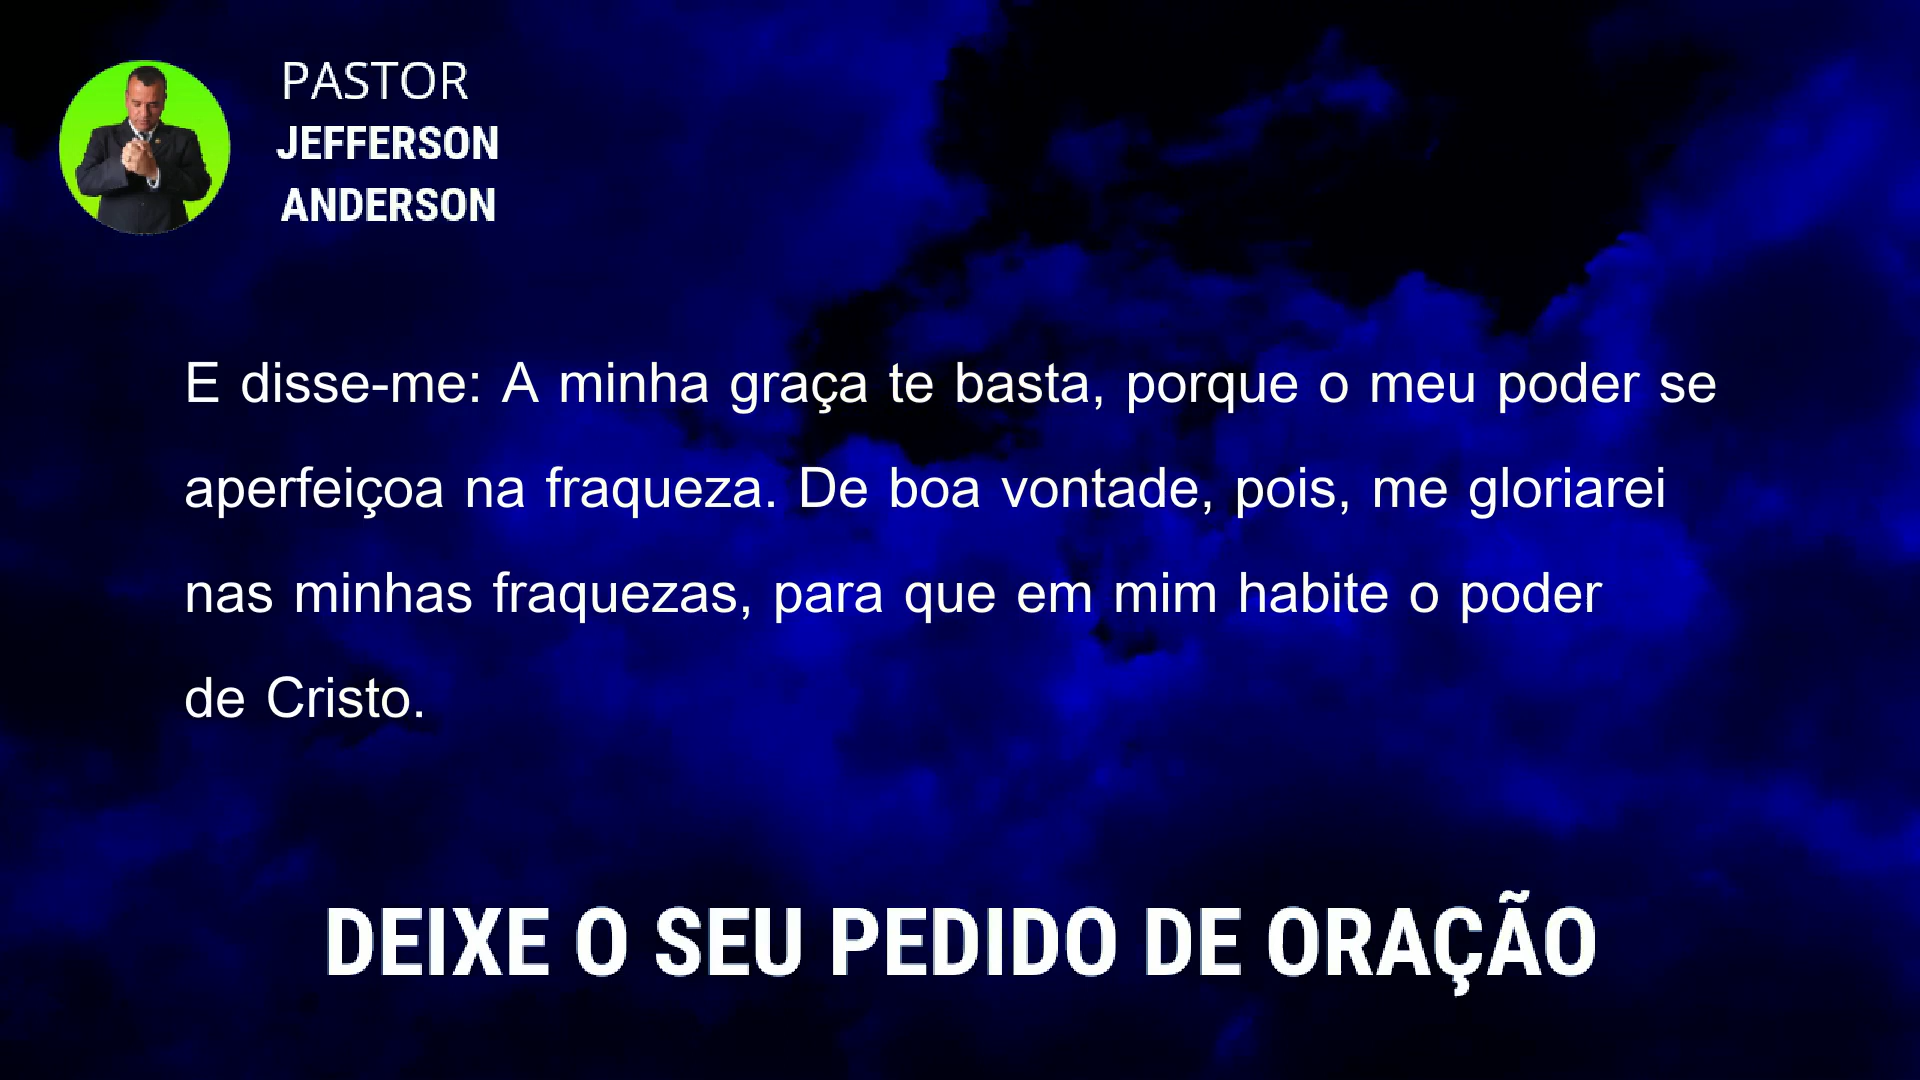 PASTOR
JEFFERSON
ANDERSON
E disse-me: A minha graça te basta, porque o meu poder se
aperfeiçoa na fraqueza. De boa vontade, pois, me gloriarei
nas minhas fraquezas, para que em mim habite o poder
de Cristo.
DEIXE O SEU PEDIDO DE ORAÇÃO